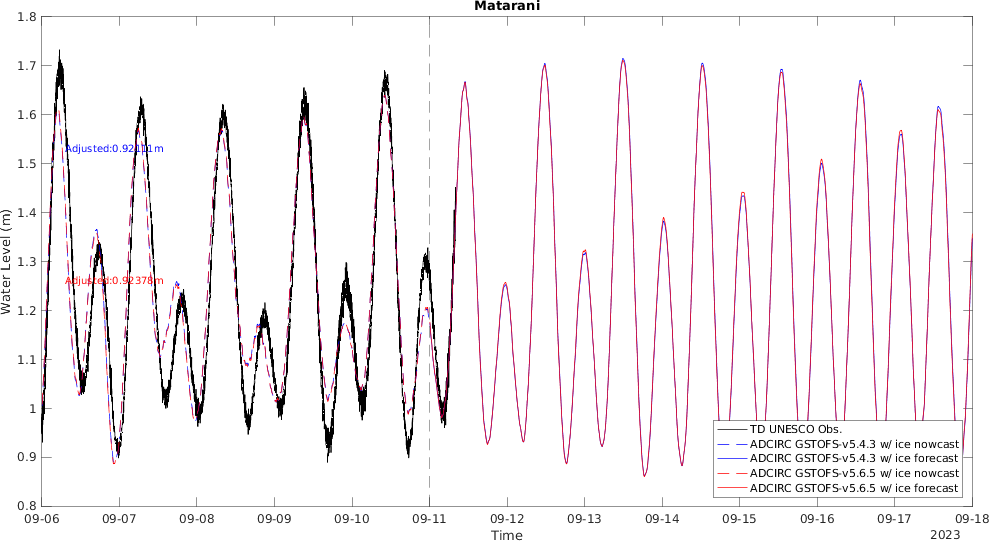 Matarani
1.8
1.7
1.6
1.5
1.4
1.3
1.2
1.1
1
0.9
0.8
Water Level (m)
Adjusted:0.92111m
Adjusted:0.92378m
TD UNESCO Obs.
ADCIRC GSTOFS-v5.4.3 w/ ice nowcast
ADCIRC GSTOFS-v5.4.3 w/ ice forecast
ADCIRC GSTOFS-v5.6.5 w/ ice nowcast
ADCIRC GSTOFS-v5.6.5 w/ ice forecast
09-06 09-07 09-08 09-09 09-10 09-11 09-12 09-13 09-14 09-15 09-16 09-17 09-18
Time
2023